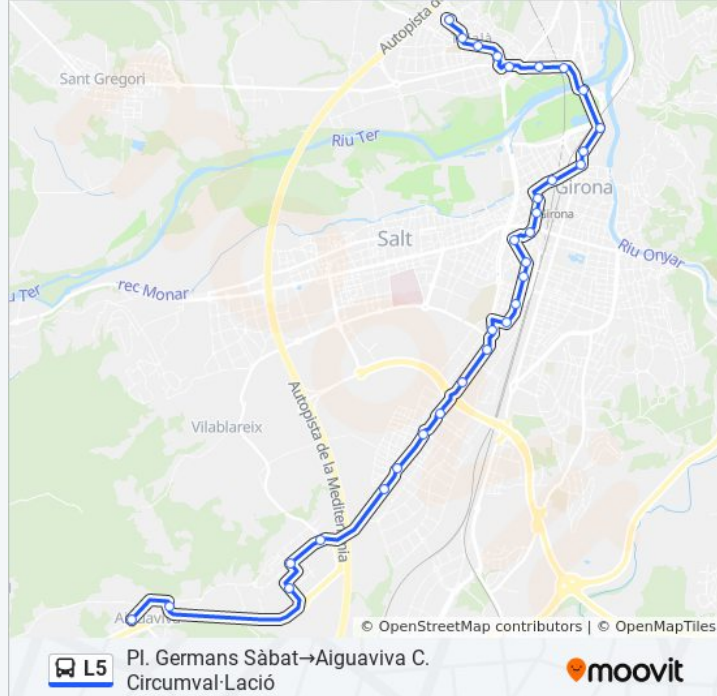 Autopista de
Sant Gregori
Riu Ter
Girona
Girona
Salt
Riu Onyar
rec Monar
u Ter
Autopista de la Mediterrània
Vilablareix
© OpenStreetMap contributors | © OpenMapTiles
L5
Pl. Germans Sàbat→Aiguaviva C.
Circumval·Lació
moovit